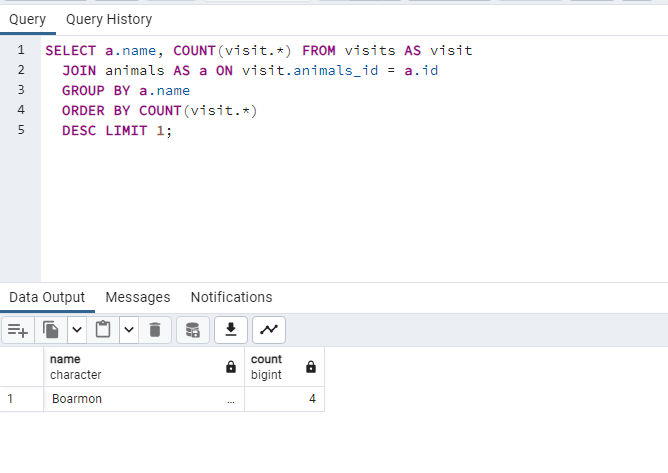 Query Query History
1 SELECT a.name, COUNT(visit.*) FROM visits AS visit
2 JOIN animals AS a ON visit.animals_id = a.id
3 GROUP BY a.name
4 ORDER BY COUNT(visit.*)
5 DESC LIMIT 1;
Data Output Messages Notifications
name count
character bigint
1 Boarmon ... 4